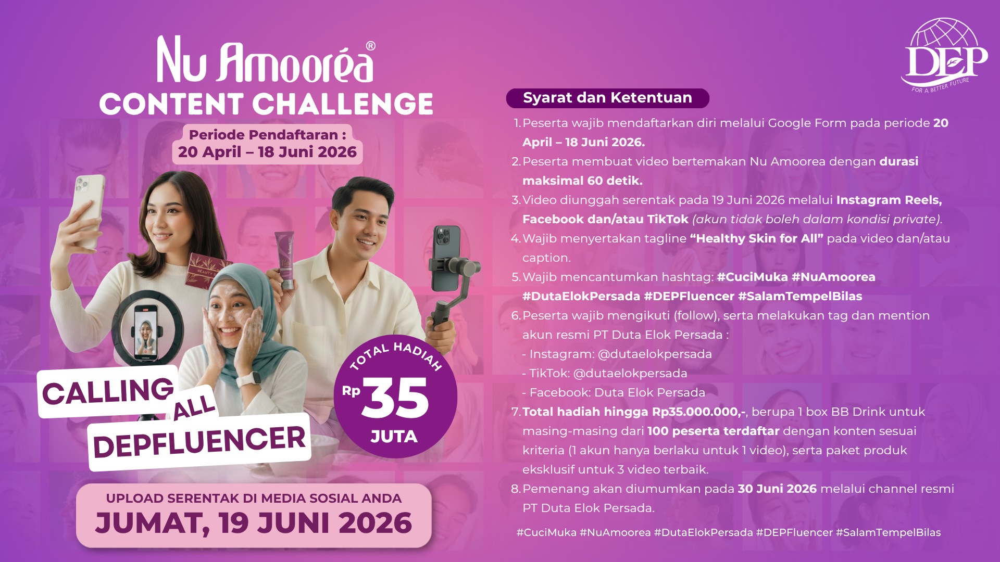 Nu Amooréa®
CONTENT CHALLENGE
Periode Pendaftaran :
20 April – 18 Juni 2026
BEAUTY
CALLING
ALL
DEPFLUENCER
TOTAL HADIAH
Rp 35
JUTA
UPLOAD SERENTAK DI MEDIA SOSIAL ANDA
JUMAT, 19 JUNI 2026
DEP
FOR A BETTER FUTURE
Syarat dan Ketentuan
1. Peserta wajib mendaftarkan diri melalui Google Form pada periode 20
April – 18 Juni 2026.
2. Peserta membuat video bertemakan Nu Amoorea dengan durasi
maksimal 60 detik.
3. Video diunggah serentak pada 19 Juni 2026 melalui Instagram Reels,
Facebook dan/atau TikTok (akun tidak boleh dalam kondisi private).
4. Wajib menyertakan tagline “Healthy Skin for All” pada video dan/atau
caption.
5. Wajib mencantumkan hashtag: #CuciMuka #NuAmoorea
#DutaElokPersada #DEPFluencer #SalamTempelBilas
6. Peserta wajib mengikuti (follow), serta melakukan tag dan mention
akun resmi PT Duta Elok Persada :
- Instagram: @dutaelokpersada
- TikTok: @dutaelokpersada
- Facebook: Duta Elok Persada
7. Total hadiah hingga Rp35.000.000,-, berupa 1 box BB Drink untuk
masing-masing dari 100 peserta terdaftar dengan konten sesuai
kriteria (1 akun hanya berlaku untuk 1 video), serta paket produk
eksklusif untuk 3 video terbaik.
8. Pemenang akan diumumkan pada 30 Juni 2026 melalui channel resmi
PT Duta Elok Persada.
#CuciMuka #NuAmoorea #DutaElokPersada #DEPFluencer #SalamTempelBilas